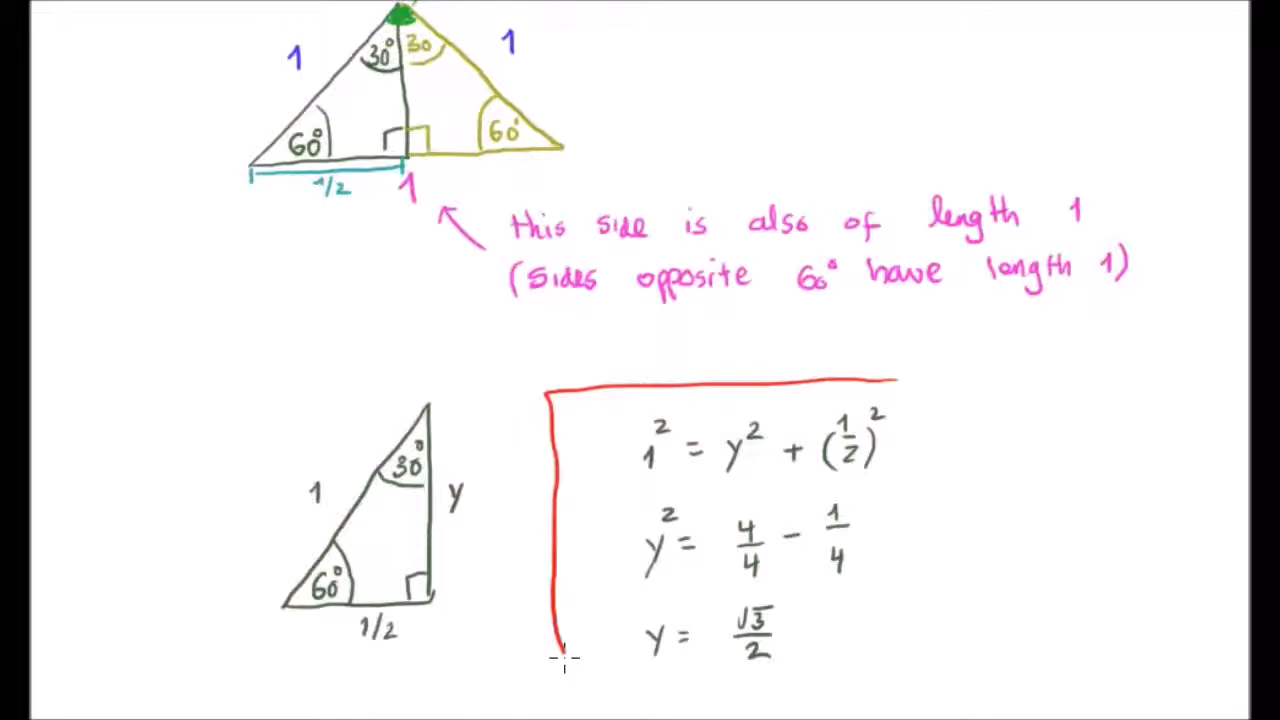 1 1
30° 30
60° 60°
1/2 1
this side is also of length 1
(sides opposite 60° have length 1)
1² = y² + (1/2)²
30°
1 y
y² = 4/4 - 1/4
60°
1/2
y = √3/2